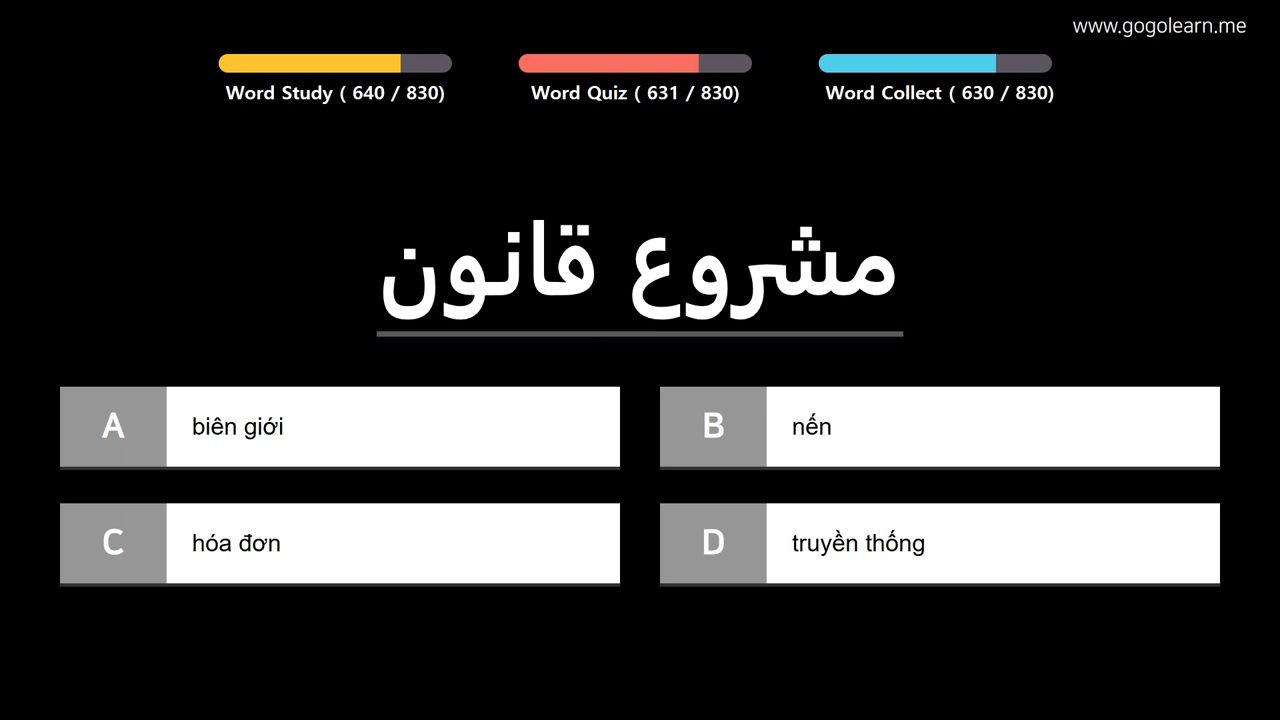 www.gogolearn.me
Word Study ( 640 / 830)
Word Quiz ( 631 / 830)
Word Collect ( 630 / 830)
مشروع قانون
A
biên giới
B
nến
C
hóa đơn
D
truyền thống